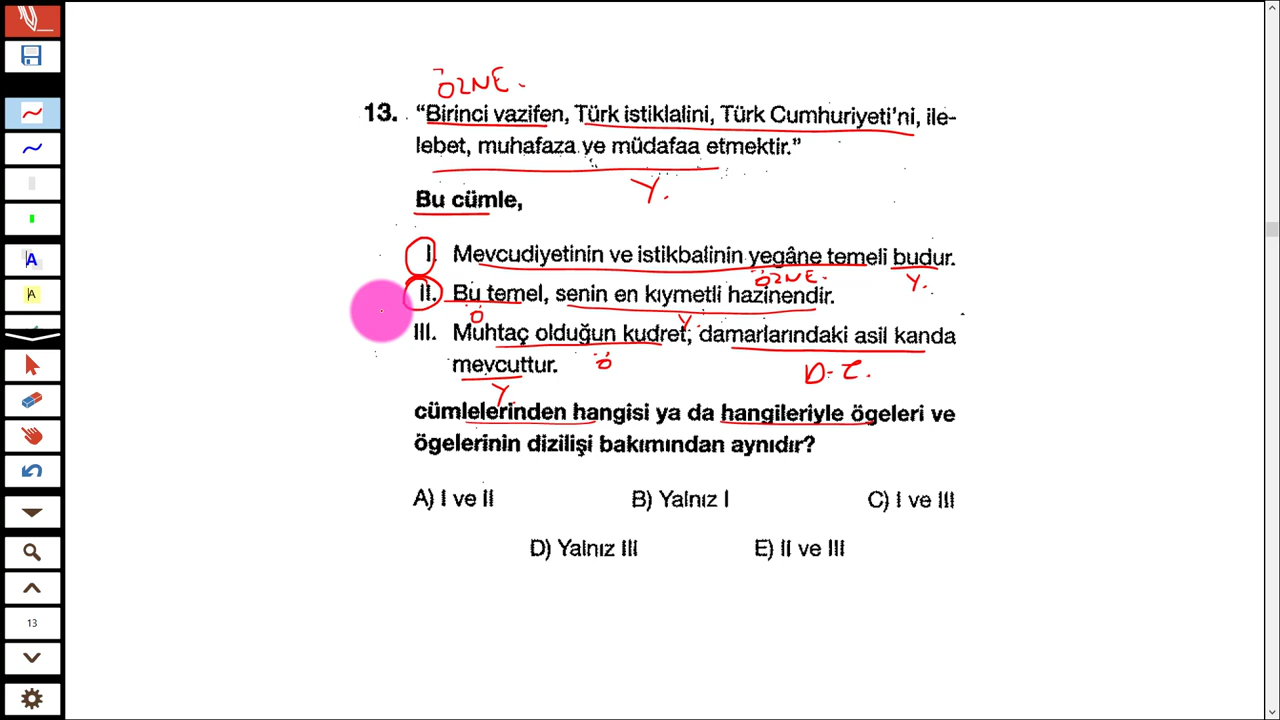 ÖZNE.
13. "Birinci vazifen, Türk istiklalini, Türk Cumhuriyeti'ni, ile-
lebet, muhafaza ve müdafaa etmektir."
Y.
Bu cümle,
I. Mevcudiyetinin ve istikbalinin yegâne temeli budur.
ÖZNE. Y.
II. Bu temel, senin en kıymetli hazinendir.
Ö Y.
III. Muhtaç olduğun kudret, damarlarındaki asil kanda
mevcuttur.
Ö D.T.
Y.
cümlelerinden hangisi ya da hangileriyle ögeleri ve
ögelerinin dizilişi bakımından aynıdır?
A) I ve II B) Yalnız I C) I ve III
D) Yalnız III E) II ve III
A
A
13